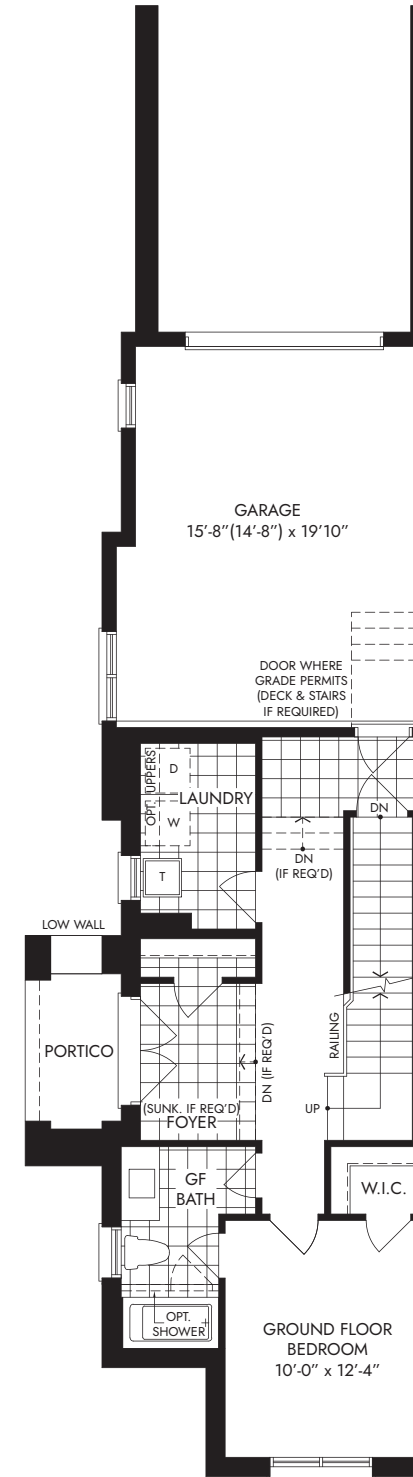 GARAGE
15'-8"(14'-8") x 19'10"
DOOR WHERE
GRADE PERMITS
(DECK & STAIRS
IF REQUIRED)
OPT. UPPERS
D
LAUNDRY
W
T
DN
DN
(IF REQ'D)
LOW WALL
PORTICO
(SUNK. IF REQ'D)
FOYER
DN (IF REQ'D)
RAILING
UP
GF
BATH
W.I.C.
OPT.
SHOWER
GROUND FLOOR
BEDROOM
10'-0" x 12'-4"